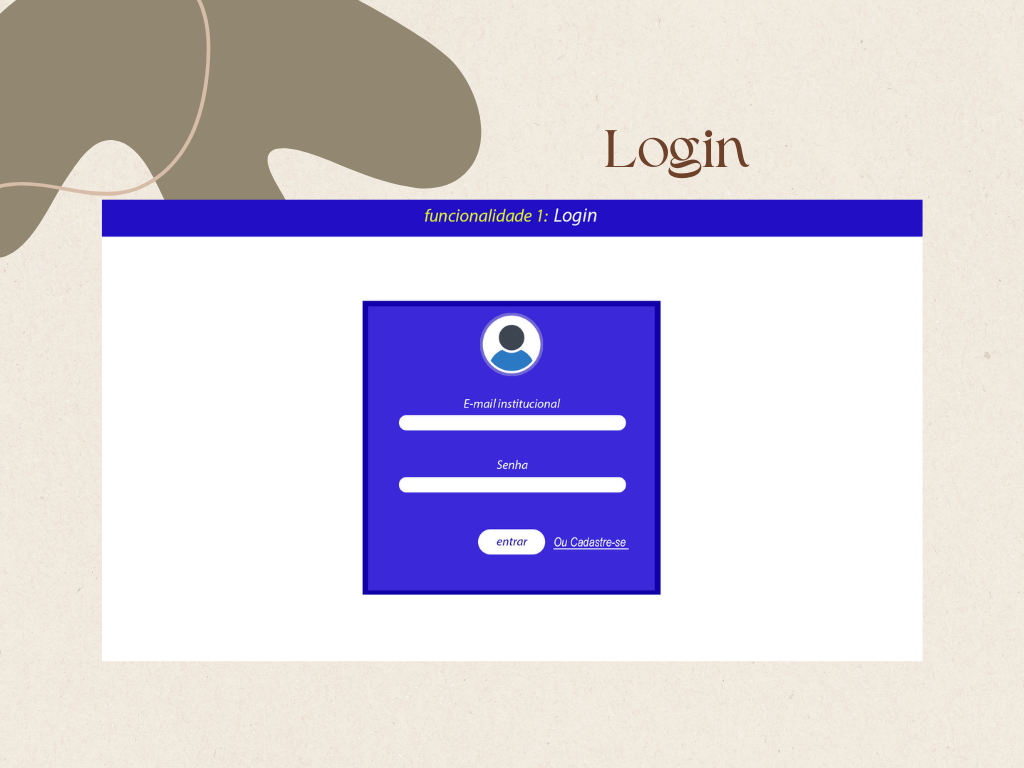 Login
funcionalidade 1: Login
E-mail institucional
Senha
entrar
Ou Cadastre-se